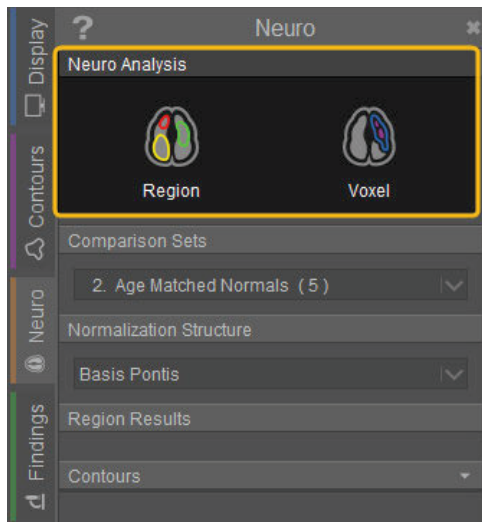 Display
Contours
Neuro
Findings
? Neuro ×
Neuro Analysis
Region Voxel
Comparison Sets
2. Age Matched Normals ( 5 )
Normalization Structure
Basis Pontis
Region Results
Contours